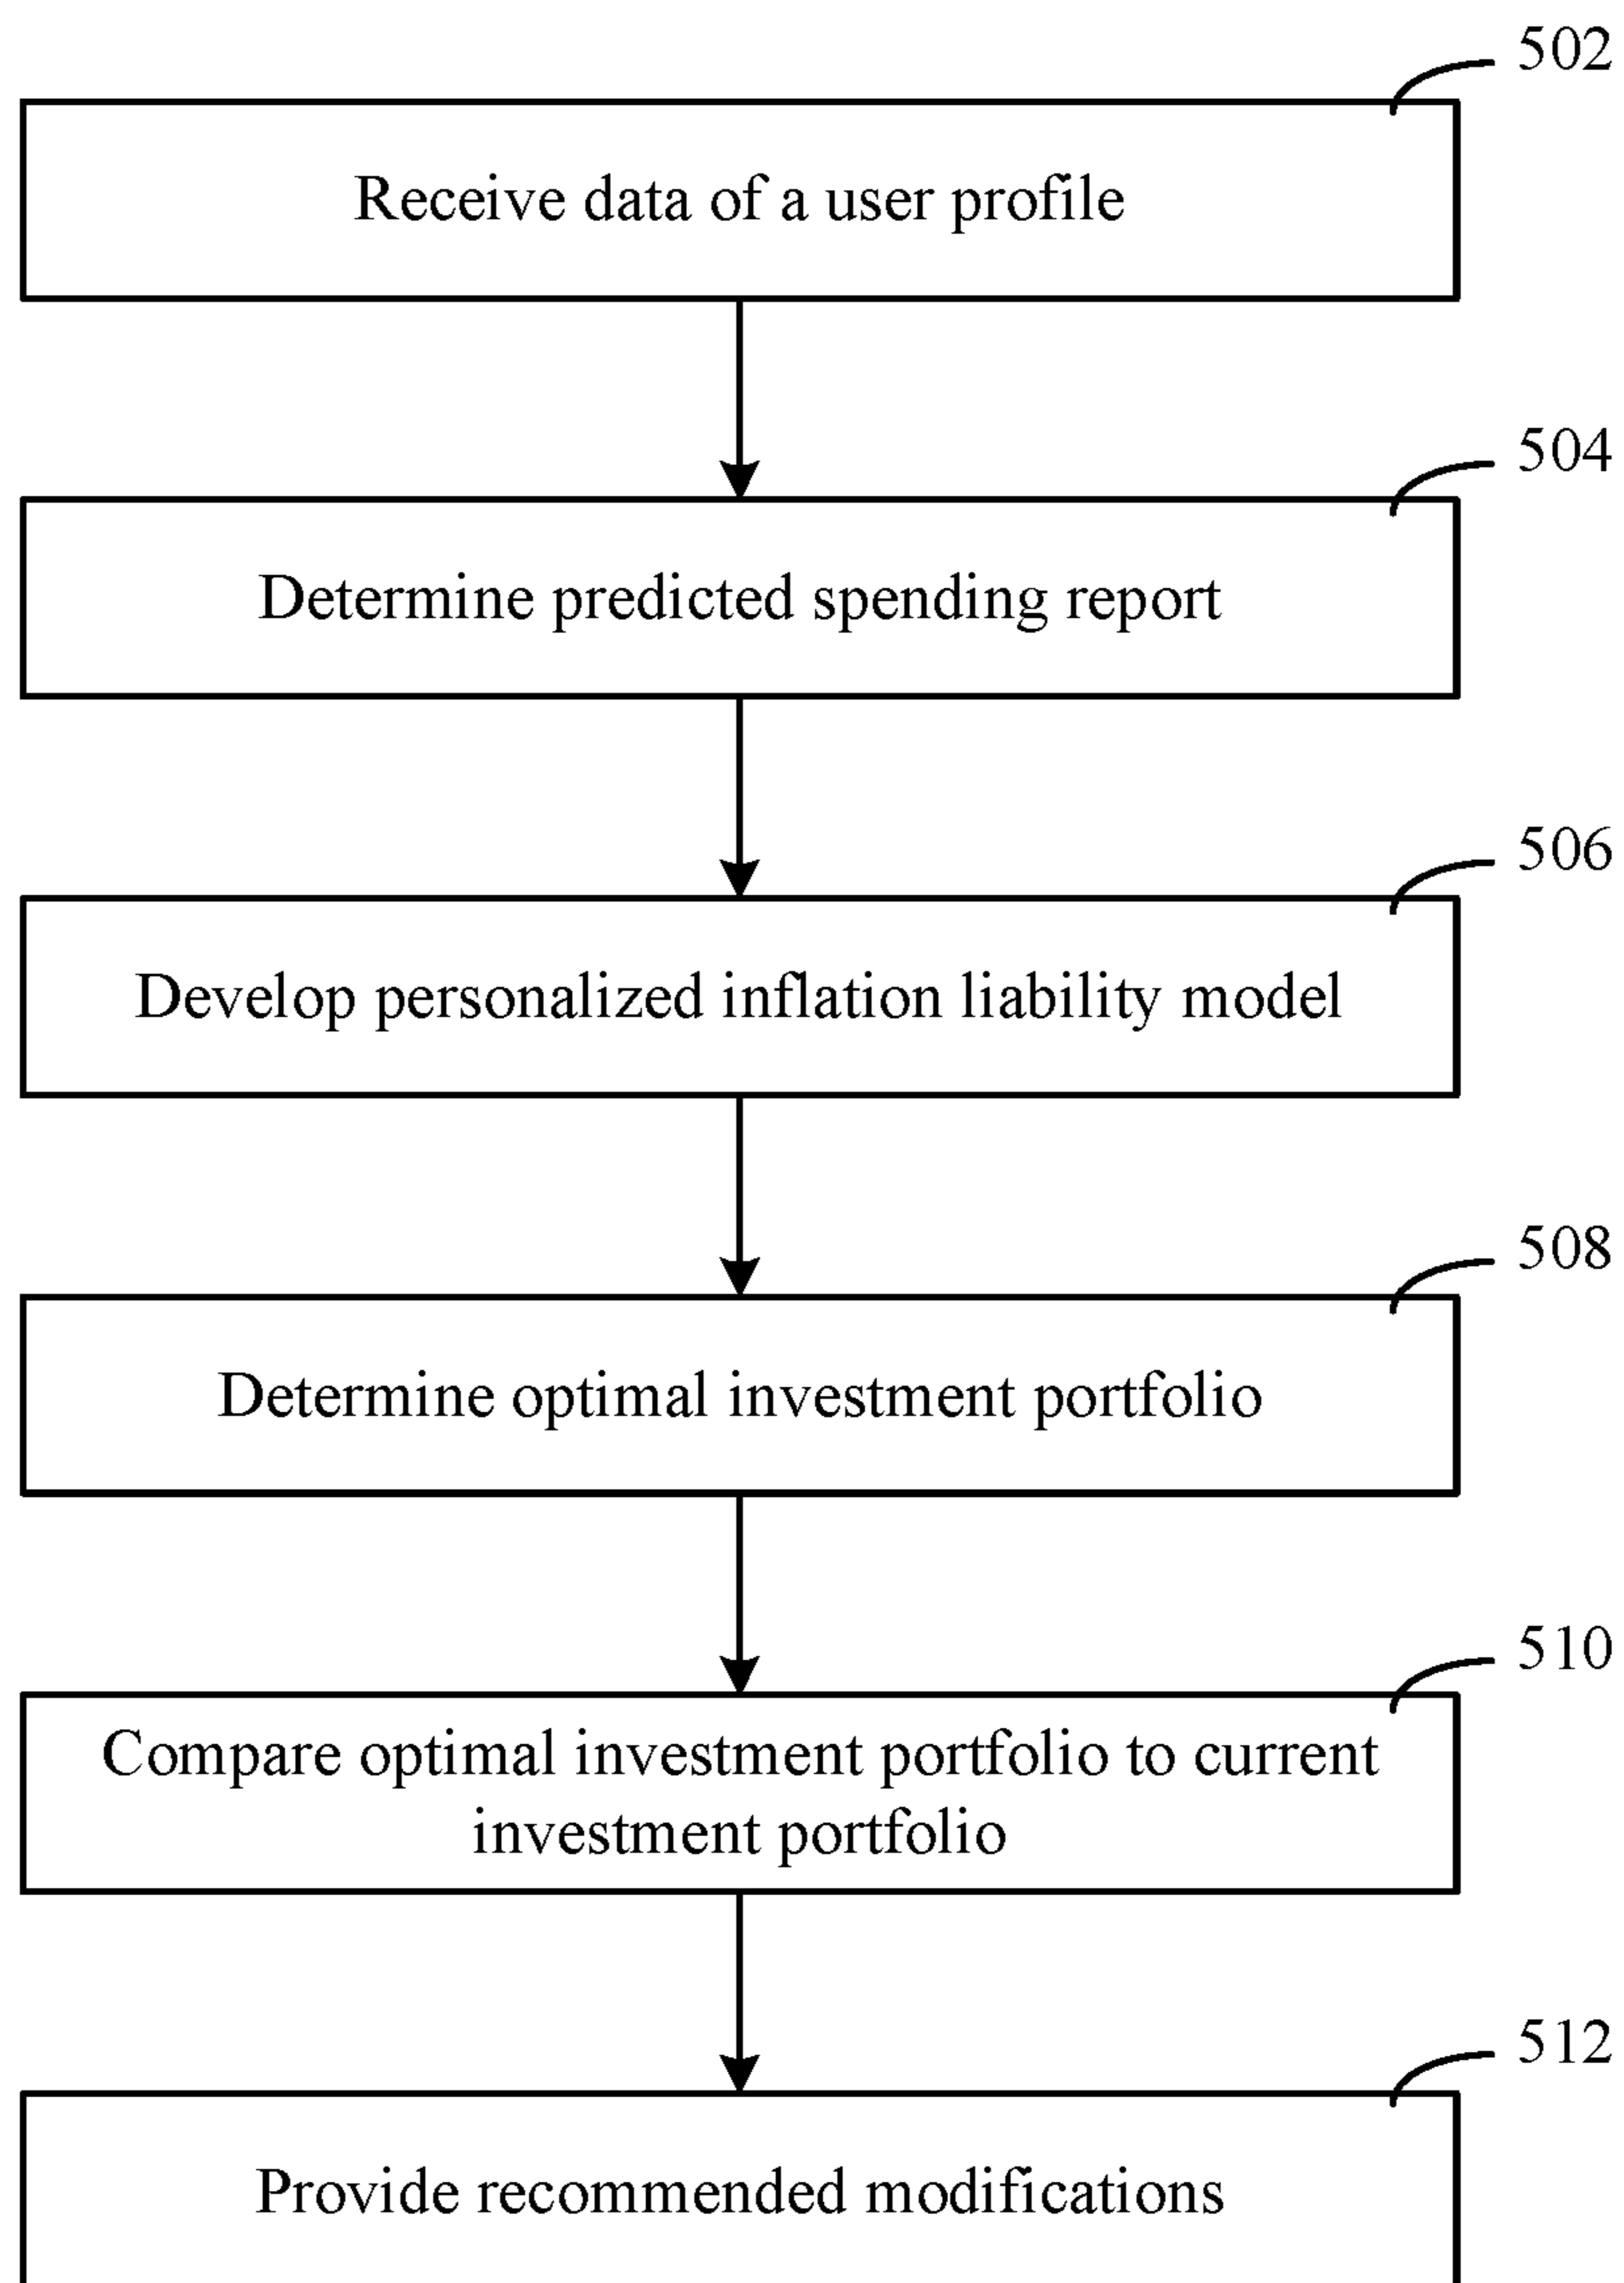 502
Receive data of a user profile
504
Determine predicted spending report
506
Develop personalized inflation liability model
508
Determine optimal investment portfolio
510
Compare optimal investment portfolio to current
investment portfolio
512
Provide recommended modifications